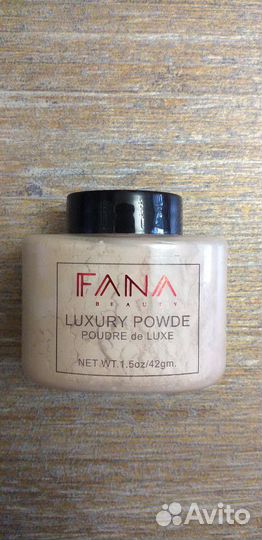 FANA
BEAUTY
LUXURY POWDE
POUDRE de LUXE
NET WT.1.5oz/42gm.
Avito